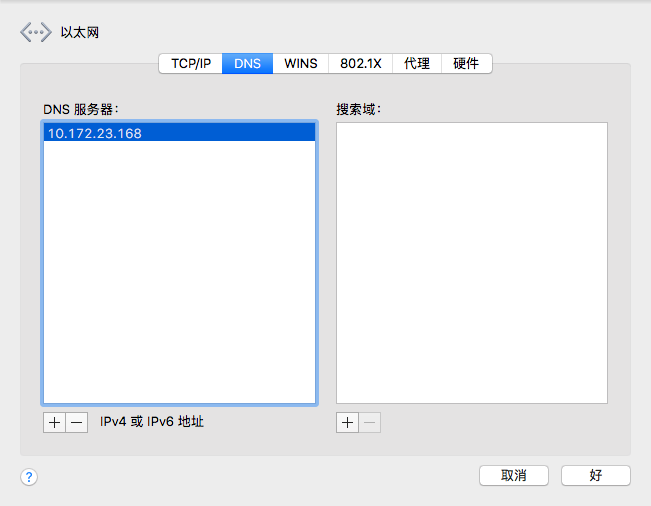 以太网
TCP/IP DNS WINS 802.1X 代理 硬件
DNS 服务器： 搜索域：
10.172.23.168
+ − IPv4 或 IPv6 地址 + −
? 取消 好